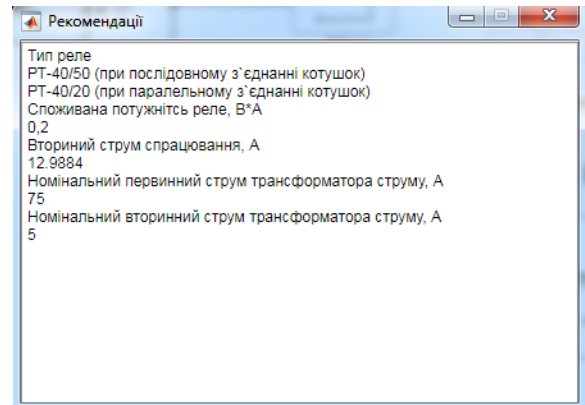 Рекомендації
Тип реле
РТ-40/50 (при послідовному з`єднанні котушок)
РТ-40/20 (при паралельному з`єднанні котушок)
Споживана потужнітсь реле, В*А
0,2
Вториний струм спрацювання, А
12.9884
Номінальний первинний струм трансформатора струму, А
75
Номінальний вторинний струм трансформатора струму, А
5